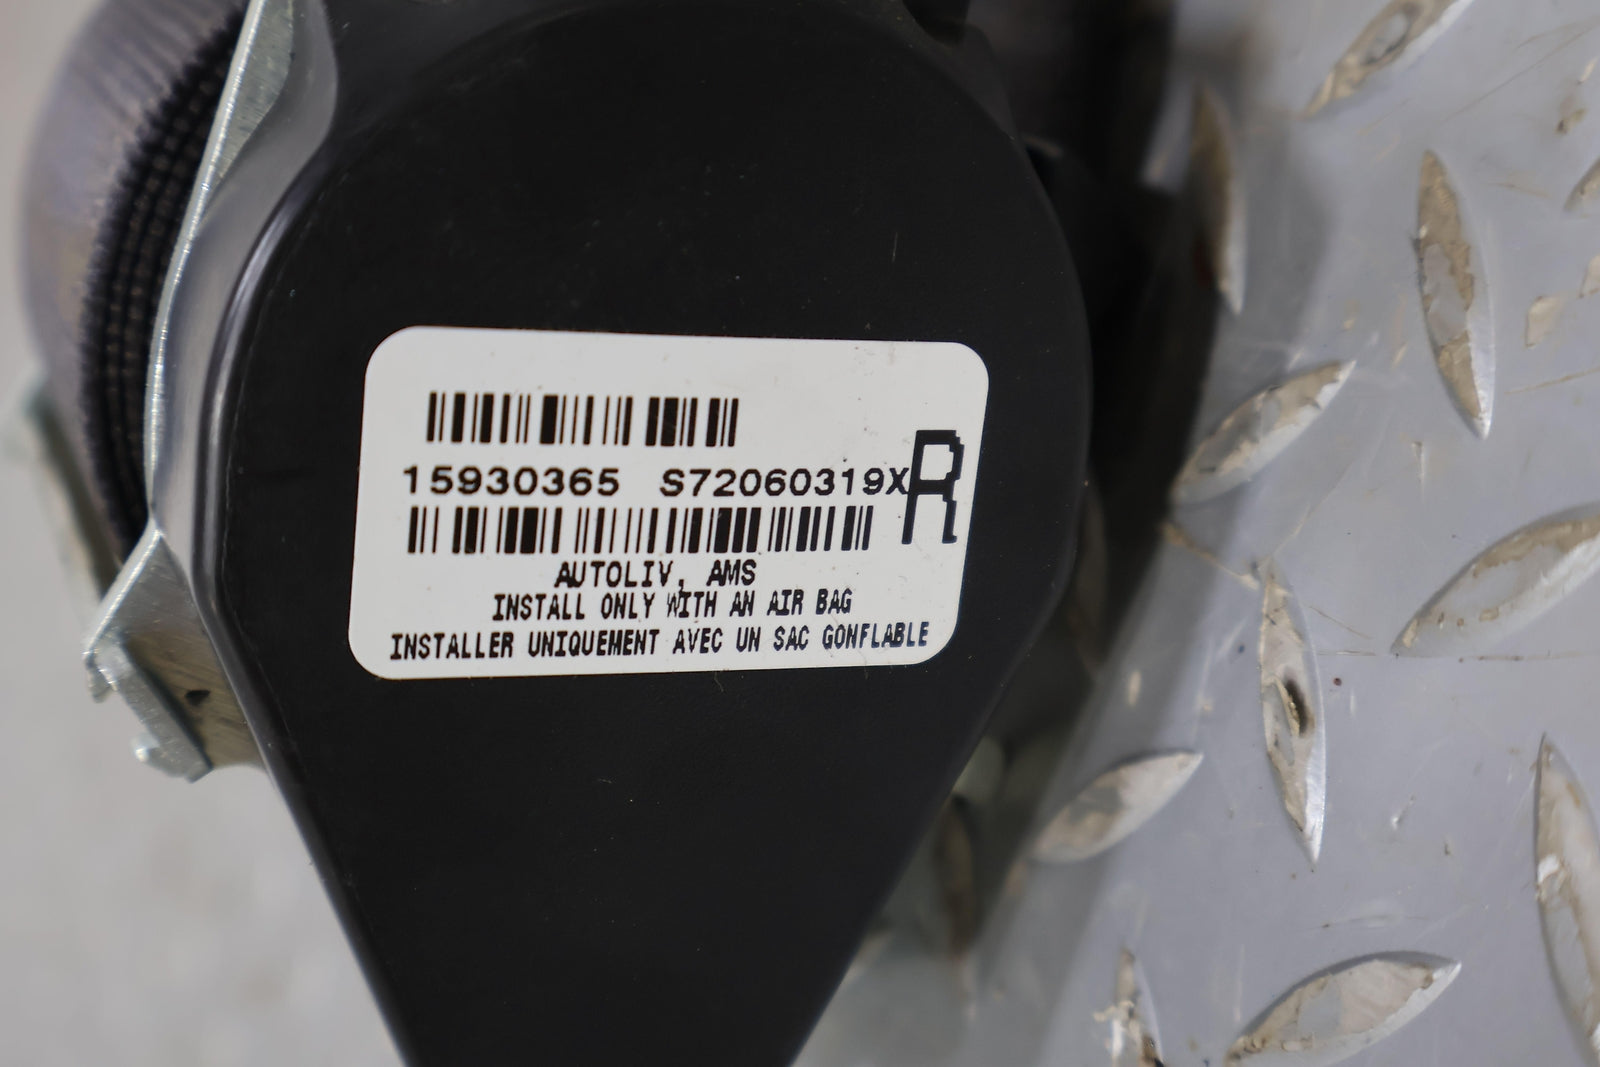 15930365 S72060319X R
AUTOLIV, AMS
INSTALL ONLY WITH AN AIR BAG
INSTALLER UNIQUEMENT AVEC UN SAC GONFLABLE